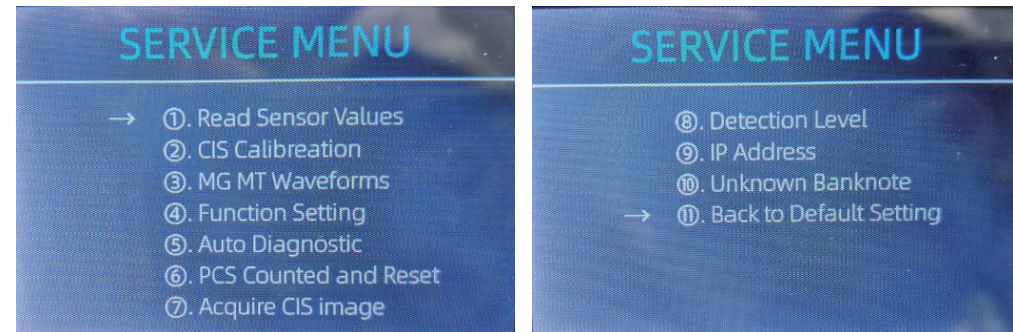 SERVICE MENU
→ ①. Read Sensor Values
②. CIS Calibreation
③. MG MT Waveforms
④. Function Setting
⑤. Auto Diagnostic
⑥. PCS Counted and Reset
⑦. Acquire CIS image
SERVICE MENU
⑧. Detection Level
⑨. IP Address
⑩. Unknown Banknote
→ ⑪. Back to Default Setting